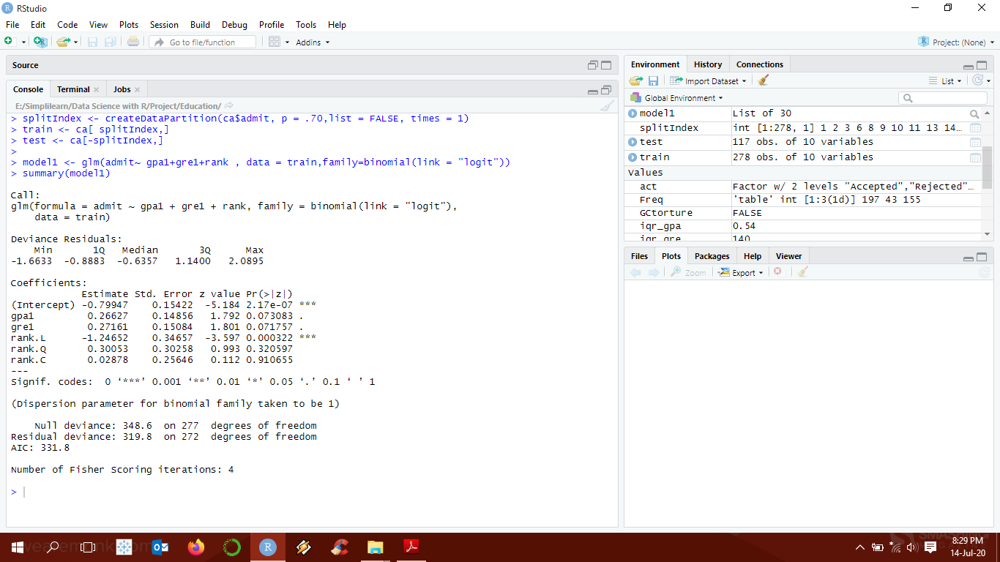 RStudio
File Edit Code View Plots Session Build Debug Profile Tools Help
Go to file/function Addins Project: (None)
Source
Console Terminal Jobs
E:/Simplilearn/Data Science with R/Project/Education/
> splitIndex <- createDataPartition(ca$admit, p = .70,list = FALSE, times = 1)
> train <- ca[ splitIndex,]
> test <- ca[-splitIndex,]
>
> model1 <- glm(admit~ gpa1+gre1+rank , data = train,family=binomial(link = "logit"))
> summary(model1)
Call:
glm(formula = admit ~ gpa1 + gre1 + rank, family = binomial(link = "logit"),
    data = train)
Deviance Residuals:
    Min       1Q   Median       3Q      Max
-1.6633  -0.8883  -0.6357   1.1400   2.0895
Coefficients:
            Estimate Std. Error z value Pr(>|z|)
(Intercept) -0.79947    0.15422  -5.184 2.17e-07 ***
gpa1         0.26627    0.14856   1.792 0.073083 .
gre1         0.27161    0.15084   1.801 0.071757 .
rank.L      -1.24652    0.34657  -3.597 0.000322 ***
rank.Q       0.30053    0.30258   0.993 0.320597
rank.C       0.02878    0.25646   0.112 0.910655
---
Signif. codes:  0 ‘***’ 0.001 ‘**’ 0.01 ‘*’ 0.05 ‘.’ 0.1 ‘ ’ 1
(Dispersion parameter for binomial family taken to be 1)
    Null deviance: 348.6  on 277  degrees of freedom
Residual deviance: 319.8  on 272  degrees of freedom
AIC: 331.8
Number of Fisher Scoring iterations: 4
>
Environment History Connections
Import Dataset List
Global Environment
model1 List of 30
splitIndex int [1:278, 1] 1 2 3 6 8 9 10 11 13 14…
test 117 obs. of 10 variables
train 278 obs. of 10 variables
Values
act Factor w/ 2 levels "Accepted","Rejected"…
Freq 'table' int [1:3(1d)] 197 43 155
GCtorture FALSE
iqr_gpa 0.54
iqr_gre 140
Files Plots Packages Help Viewer
Zoom Export
8:29 PM
14-Jul-20